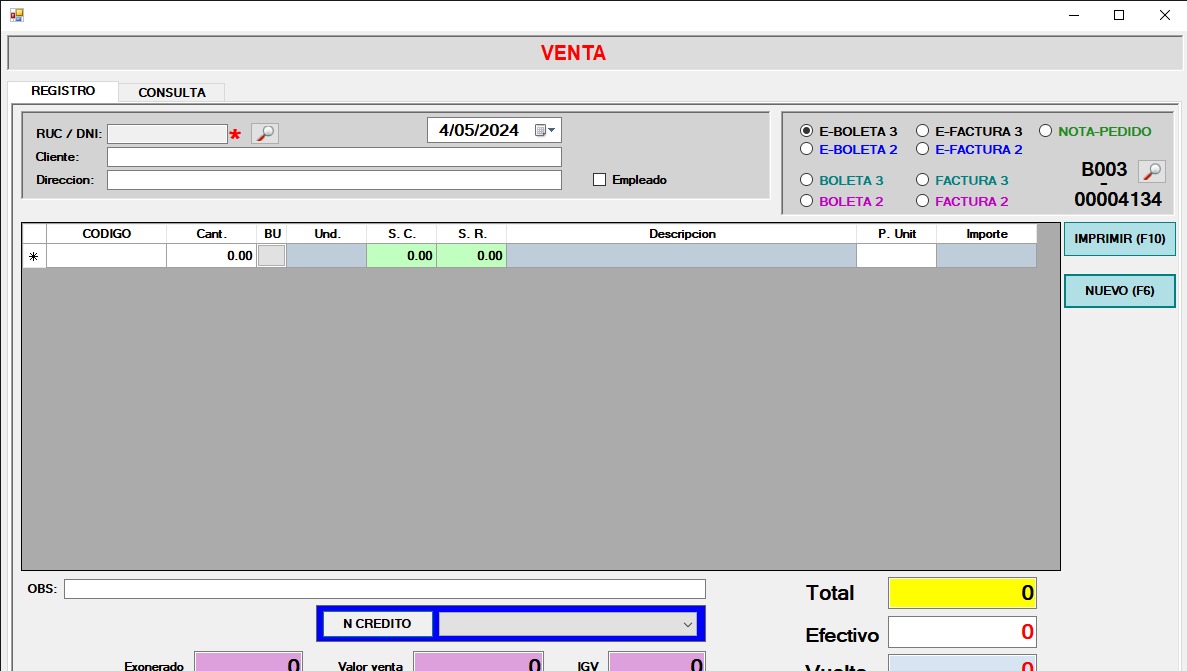 VENTA
REGISTRO CONSULTA
RUC / DNI: * 4/05/2024
Cliente:
Direccion: Empleado
E-BOLETA 3 E-FACTURA 3 NOTA-PEDIDO
E-BOLETA 2 E-FACTURA 2
BOLETA 3 FACTURA 3
BOLETA 2 FACTURA 2
B003
-
00004134
CODIGO Cant. BU Und. S. C. S. R. Descripcion P. Unit Importe
* 0.00 0.00 0.00
IMPRIMIR (F10)
NUEVO (F6)
OBS:
N CREDITO
Total 0
Efectivo 0
Exonerado 0 Valor venta 0 IGV 0
Vuelto 0